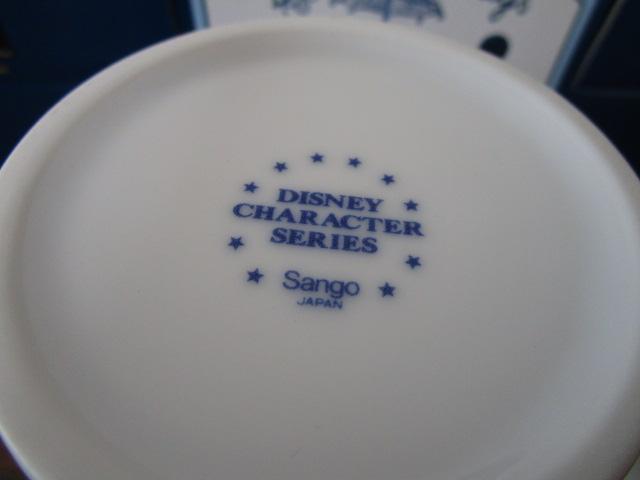 DISNEY
CHARACTER
SERIES
Sango
JAPAN